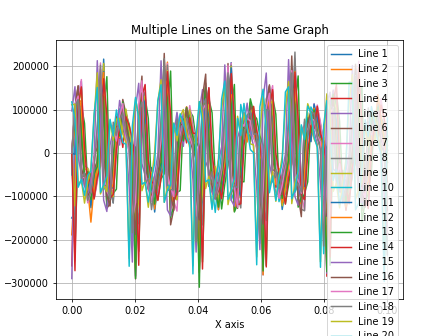 Multiple Lines on the Same Graph
200000
100000
0
−100000
−200000
−300000
0.00
0.02
0.04
0.06
0.08
X axis
Line 1
Line 2
Line 3
Line 4
Line 5
Line 6
Line 7
Line 8
Line 9
Line 10
Line 11
Line 12
Line 13
Line 14
Line 15
Line 16
Line 17
Line 18
Line 19
Line 20